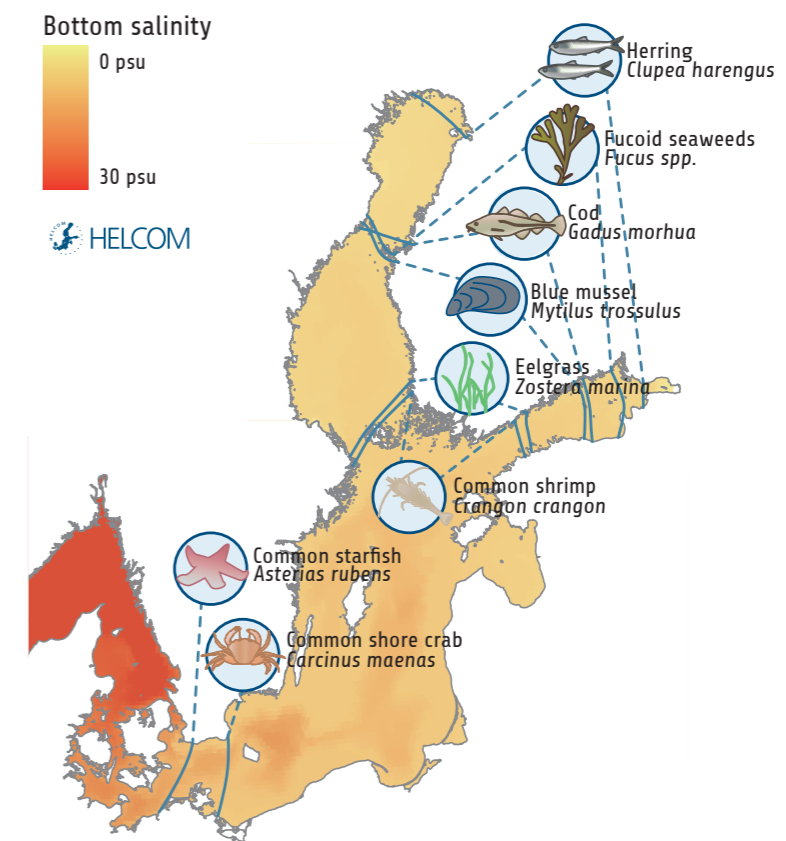 Bottom salinity
0 psu
30 psu
HELCOM
Herring
Clupea harengus
Fucoid seaweeds
Fucus spp.
Cod
Gadus morhua
Blue mussel
Mytilus trossulus
Eelgrass
Zostera marina
Common shrimp
Crangon crangon
Common starfish
Asterias rubens
Common shore crab
Carcinus maenas